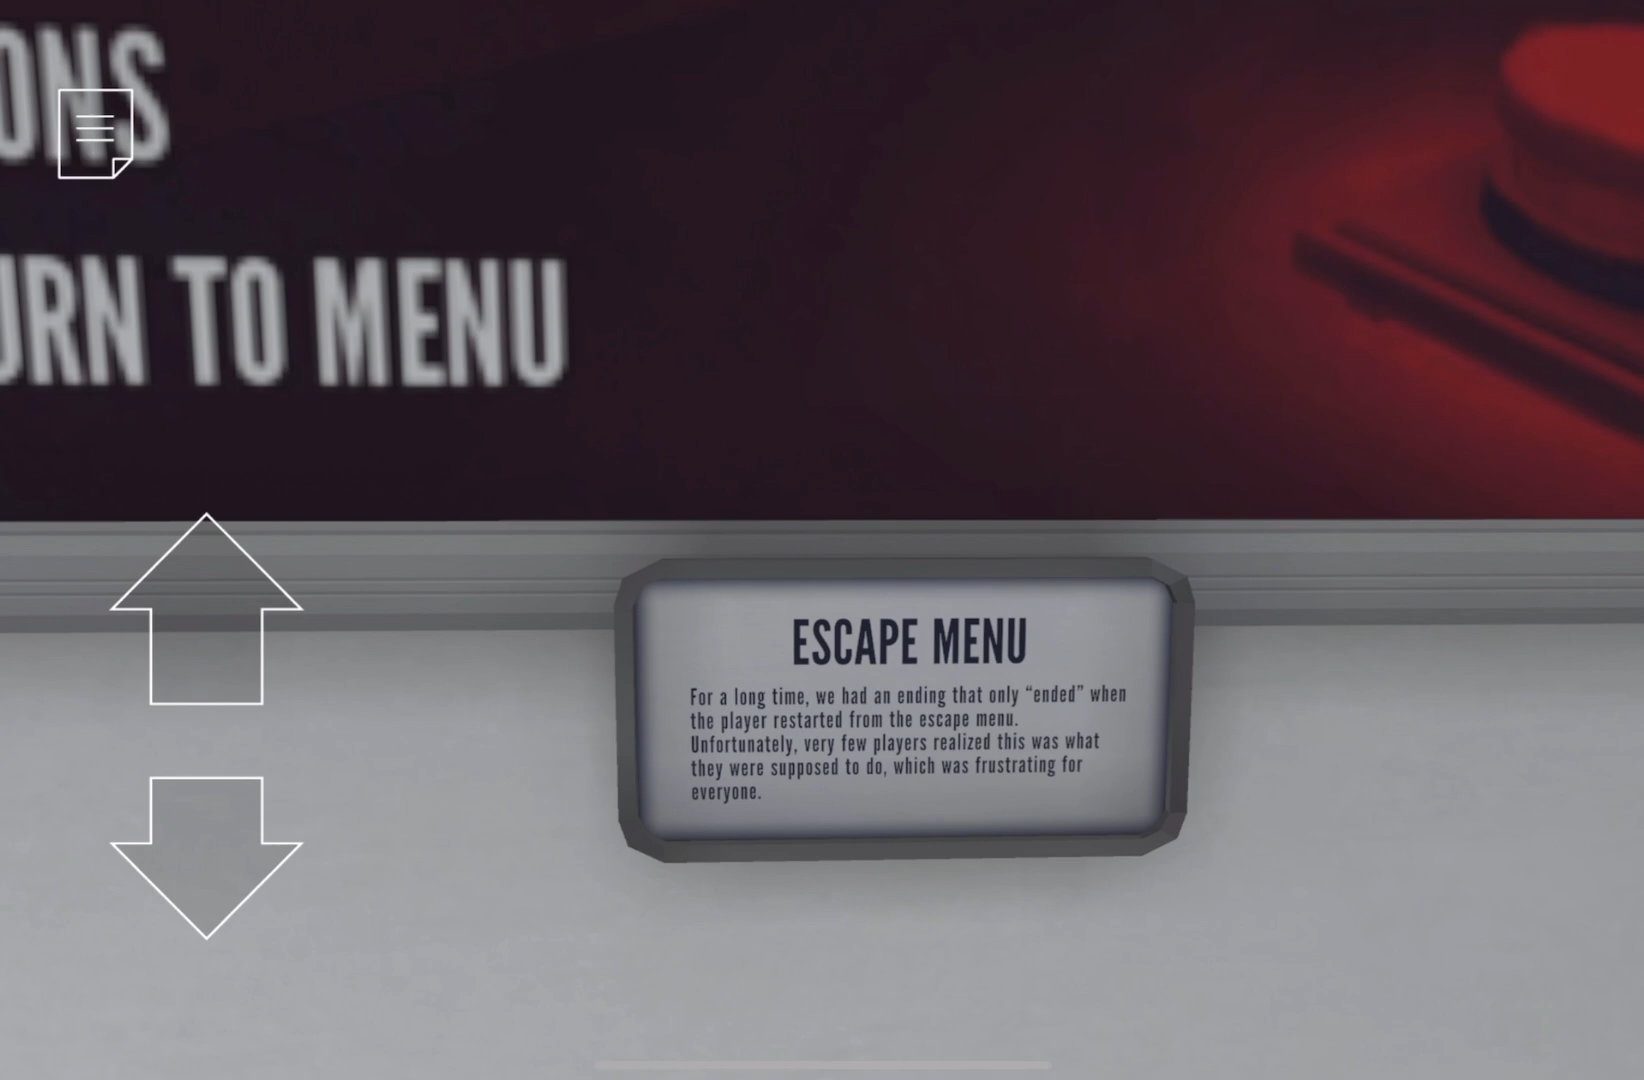 ONS
URN TO MENU
ESCAPE MENU
For a long time, we had an ending that only “ended” when
the player restarted from the escape menu.
Unfortunately, very few players realized this was what
they were supposed to do, which was frustrating for
everyone.